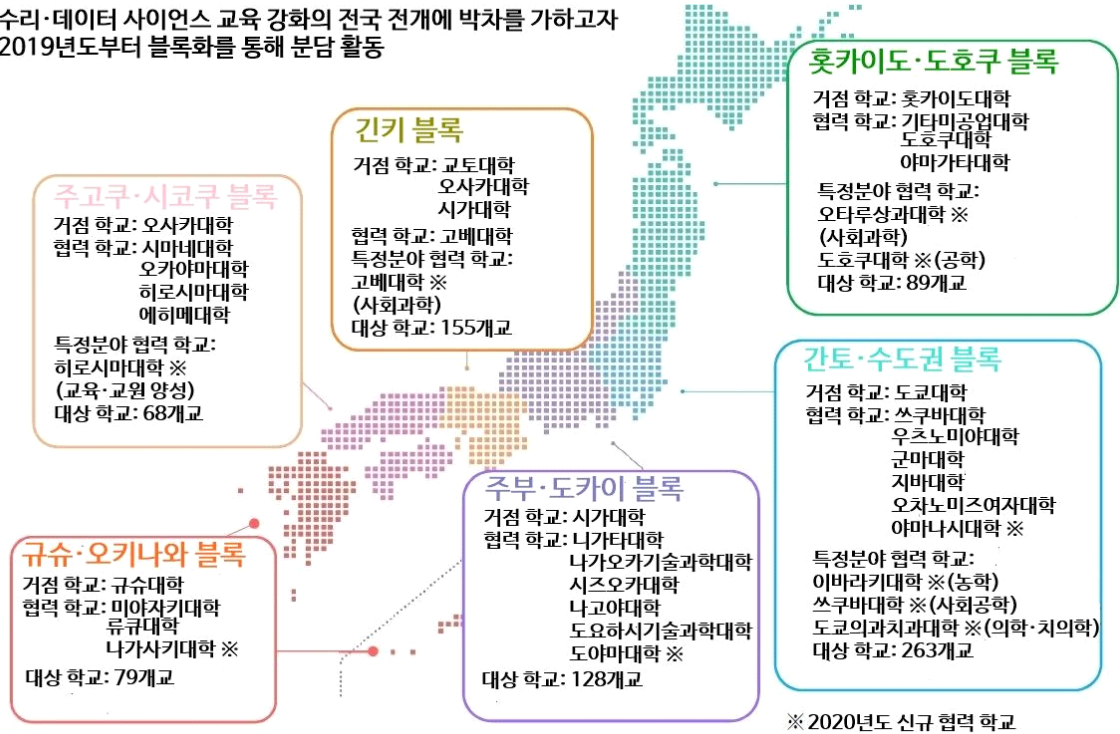 수리·데이터 사이언스 교육 강화의 전국 전개에 박차를 가하고자
2019년도부터 블록화를 통해 분담 활동
홋카이도·도호쿠 블록
거점 학교: 홋카이도대학
협력 학교: 기타미공업대학
도호쿠대학
야마가타대학
특정분야 협력 학교:
오타루상과대학 ※
(사회과학)
도호쿠대학 ※(공학)
대상 학교: 89개교
긴키 블록
거점 학교: 교토대학
오사카대학
시가대학
협력 학교: 고베대학
특정분야 협력 학교:
고베대학 ※
(사회과학)
대상 학교: 155개교
주고쿠·시코쿠 블록
거점 학교: 오사카대학
협력 학교: 시마네대학
오카야마대학
히로시마대학
에히메대학
특정분야 협력 학교:
히로시마대학 ※
(교육·교원 양성)
대상 학교: 68개교
간토·수도권 블록
거점 학교: 도쿄대학
협력 학교: 쓰쿠바대학
우츠노미야대학
군마대학
지바대학
오차노미즈여자대학
야마나시대학 ※
특정분야 협력 학교:
이바라키대학 ※(농학)
쓰쿠바대학 ※(사회공학)
도쿄의과치과대학 ※(의학·치의학)
대상 학교: 263개교
주부·도카이 블록
거점 학교: 시가대학
협력 학교: 니가타대학
나가오카기술과학대학
시즈오카대학
나고야대학
도요하시기술과학대학
도야마대학 ※
대상 학교: 128개교
규슈·오키나와 블록
거점 학교: 규슈대학
협력 학교: 미야자키대학
류큐대학
나가사키대학 ※
대상 학교: 79개교
※ 2020년도 신규 협력 학교